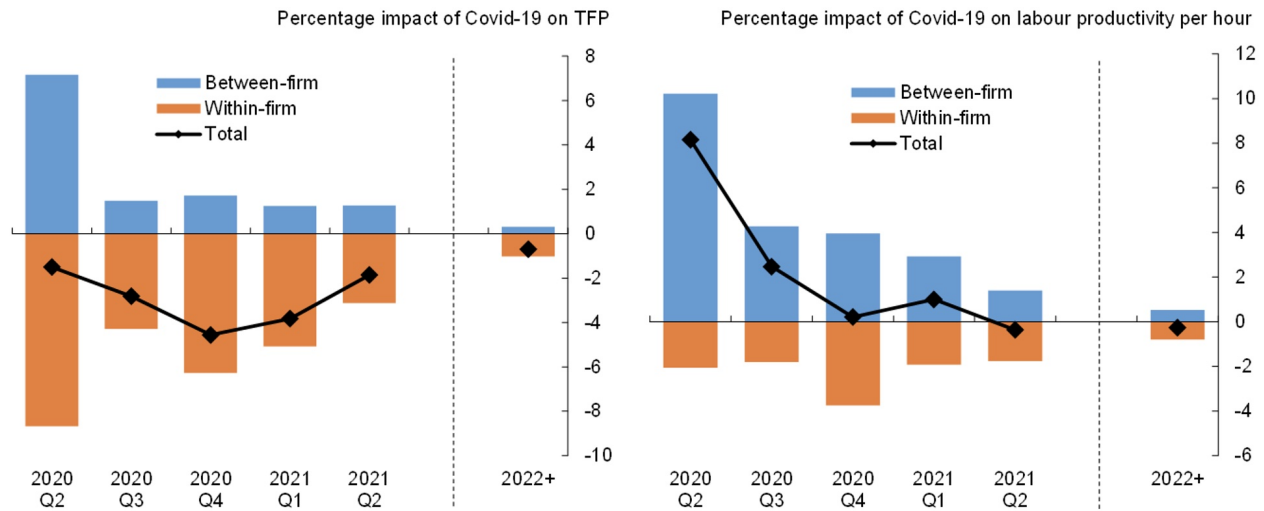 Percentage impact of Covid-19 on TFP
8
6
4
2
0
-2
-4
-6
-8
-10
Between-firm
Within-firm
Total
2020 Q2
2020 Q3
2020 Q4
2021 Q1
2021 Q2
2022+
Percentage impact of Covid-19 on labour productivity per hour
12
10
8
6
4
2
0
-2
-4
-6
Between-firm
Within-firm
Total
2020 Q2
2020 Q3
2020 Q4
2021 Q1
2021 Q2
2022+